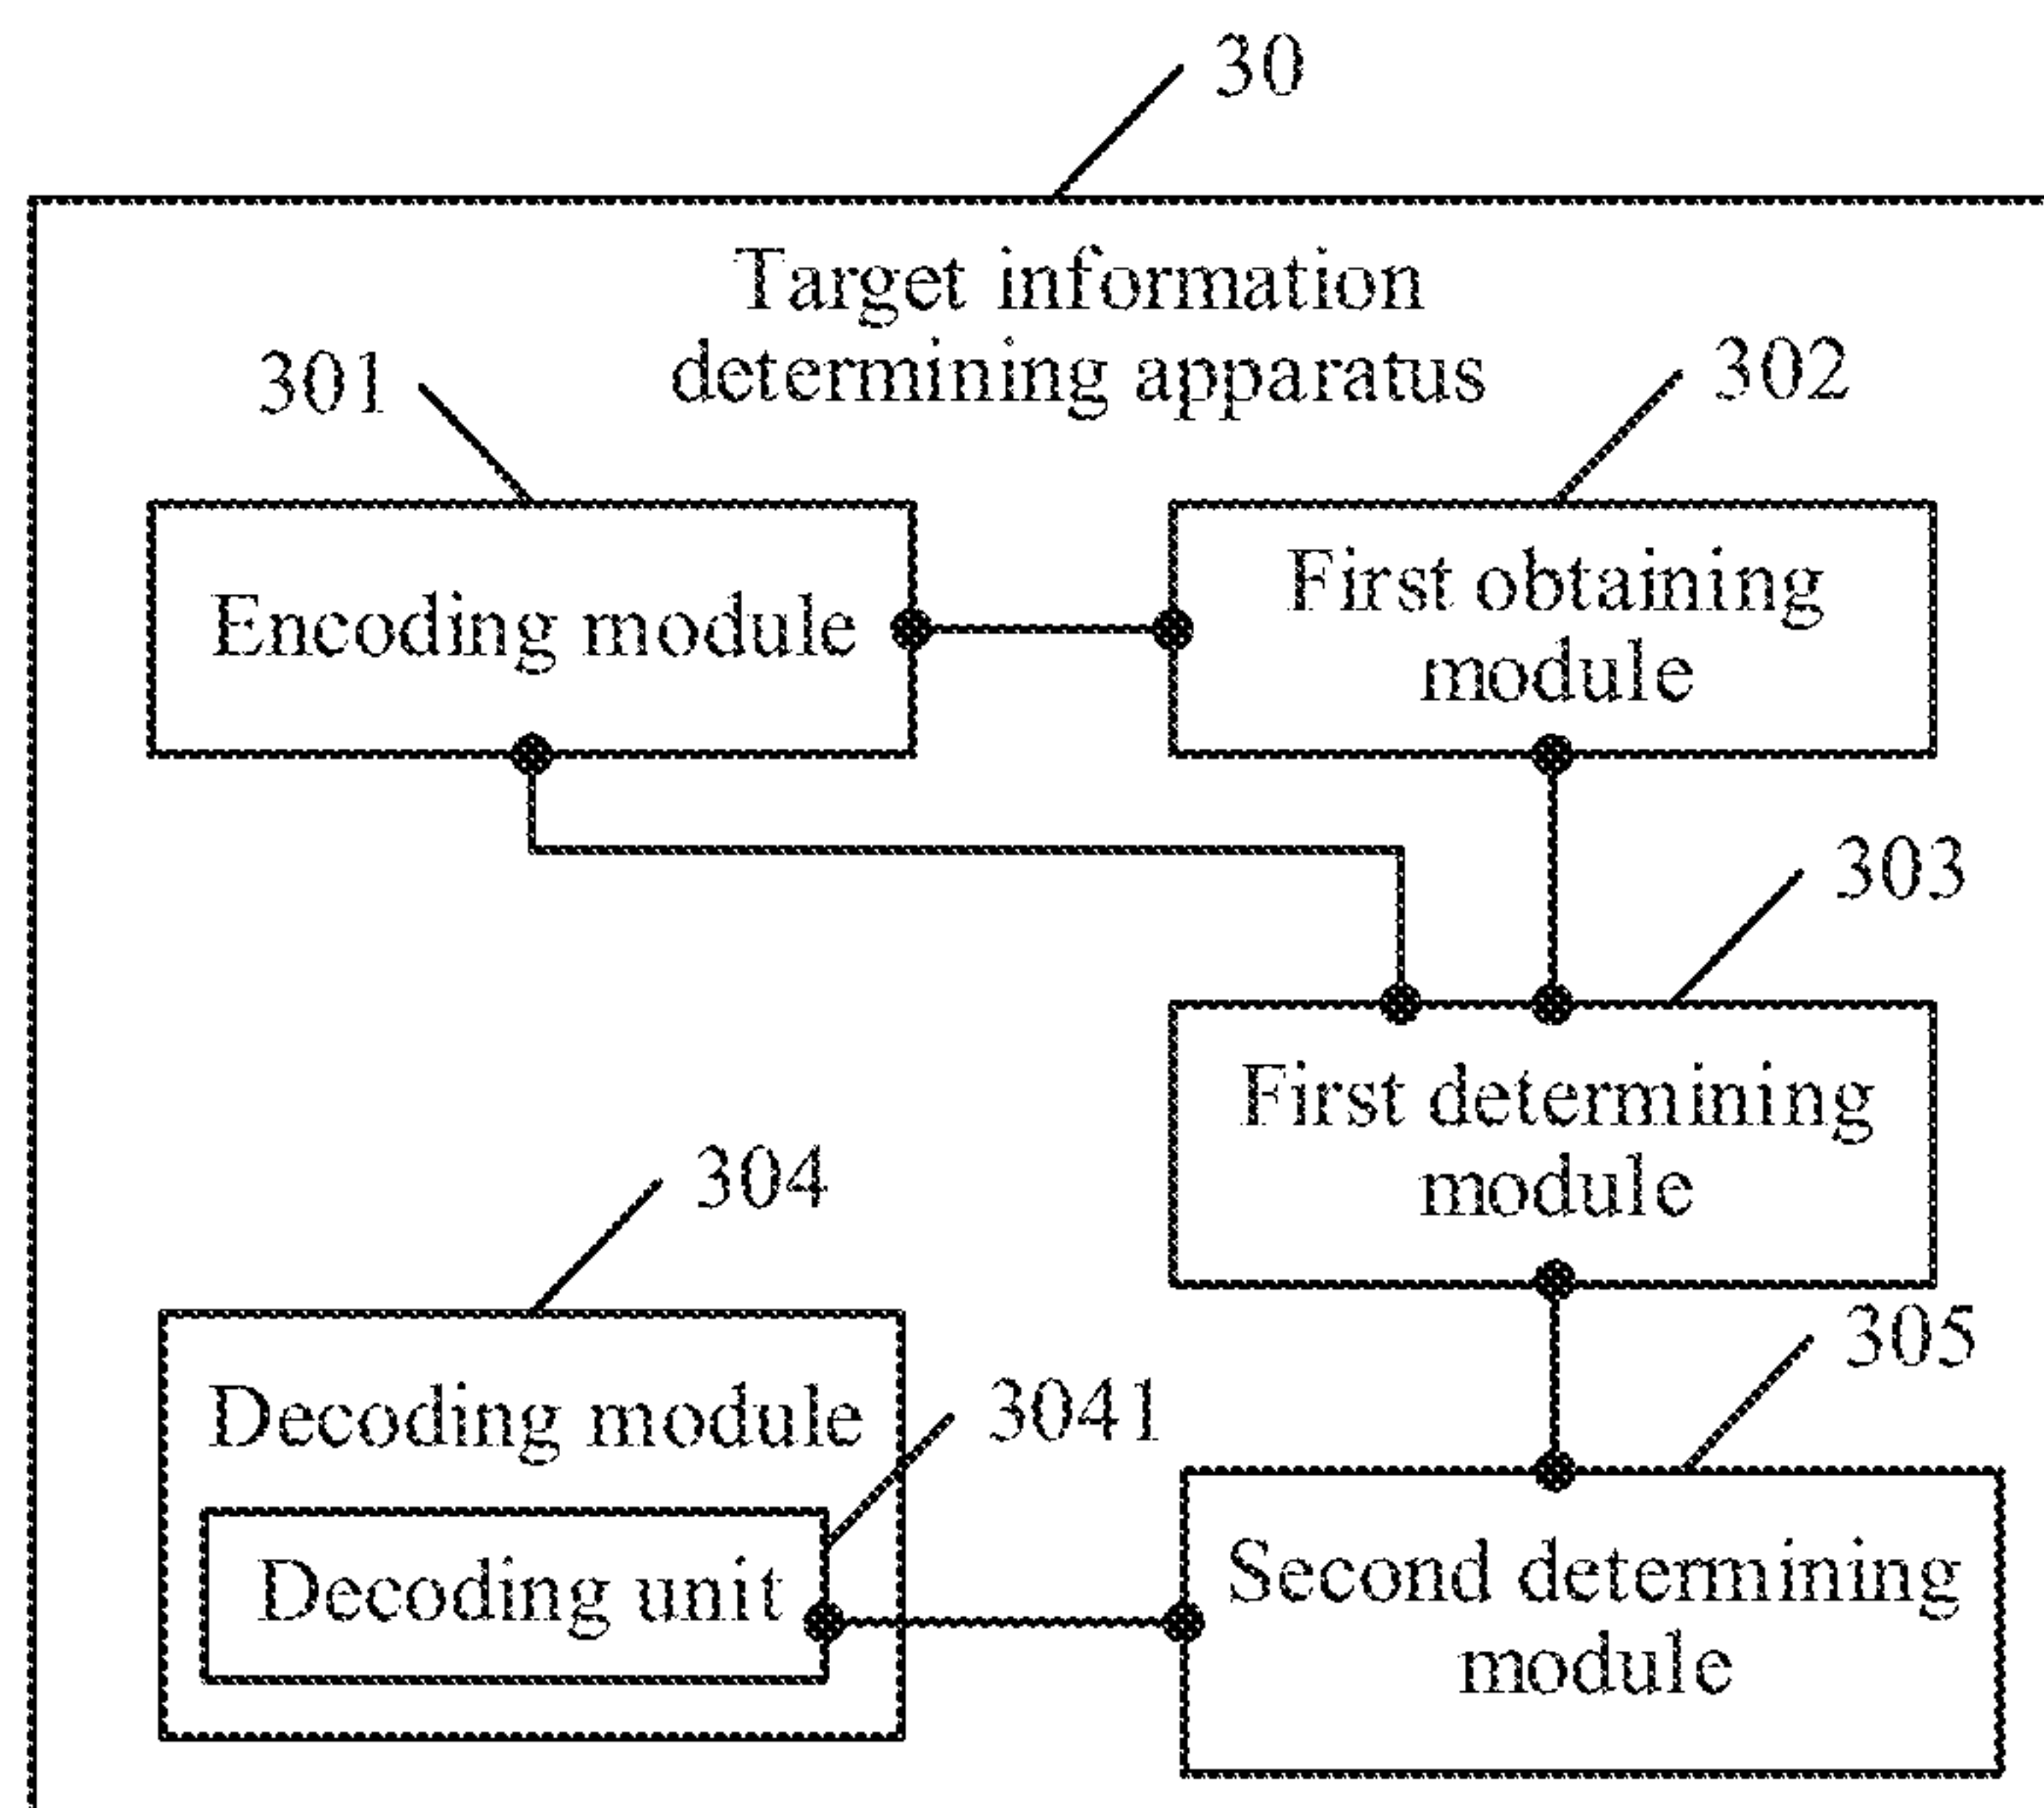 30
Target information
determining apparatus
301
302
Encoding module
First obtaining
module
303
First determining
module
304
305
Decoding module
3041
Decoding unit
Second determining
module